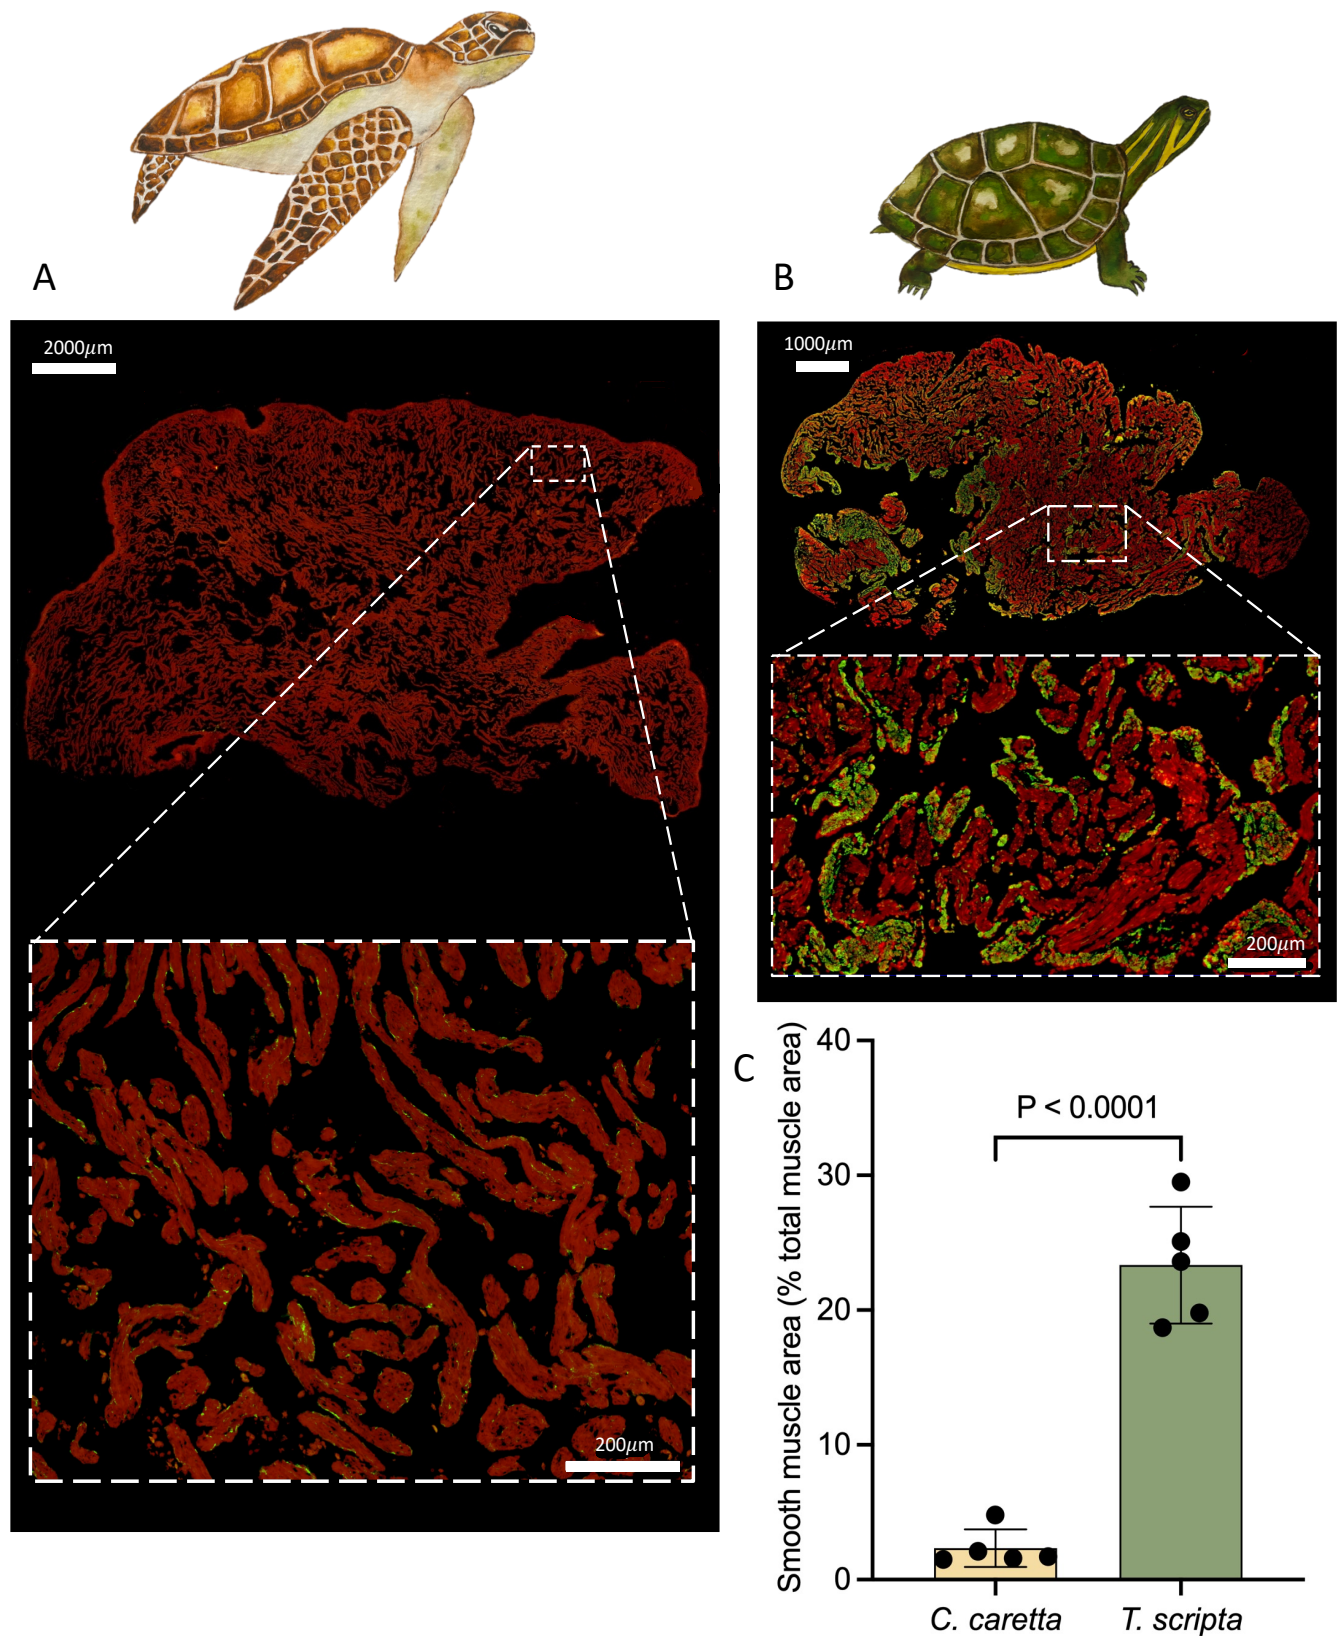 A
B
2000μm
1000μm
200μm
200μm
C
Smooth muscle area (% total muscle area)
40
30
20
10
0
P < 0.0001
C. caretta
T. scripta